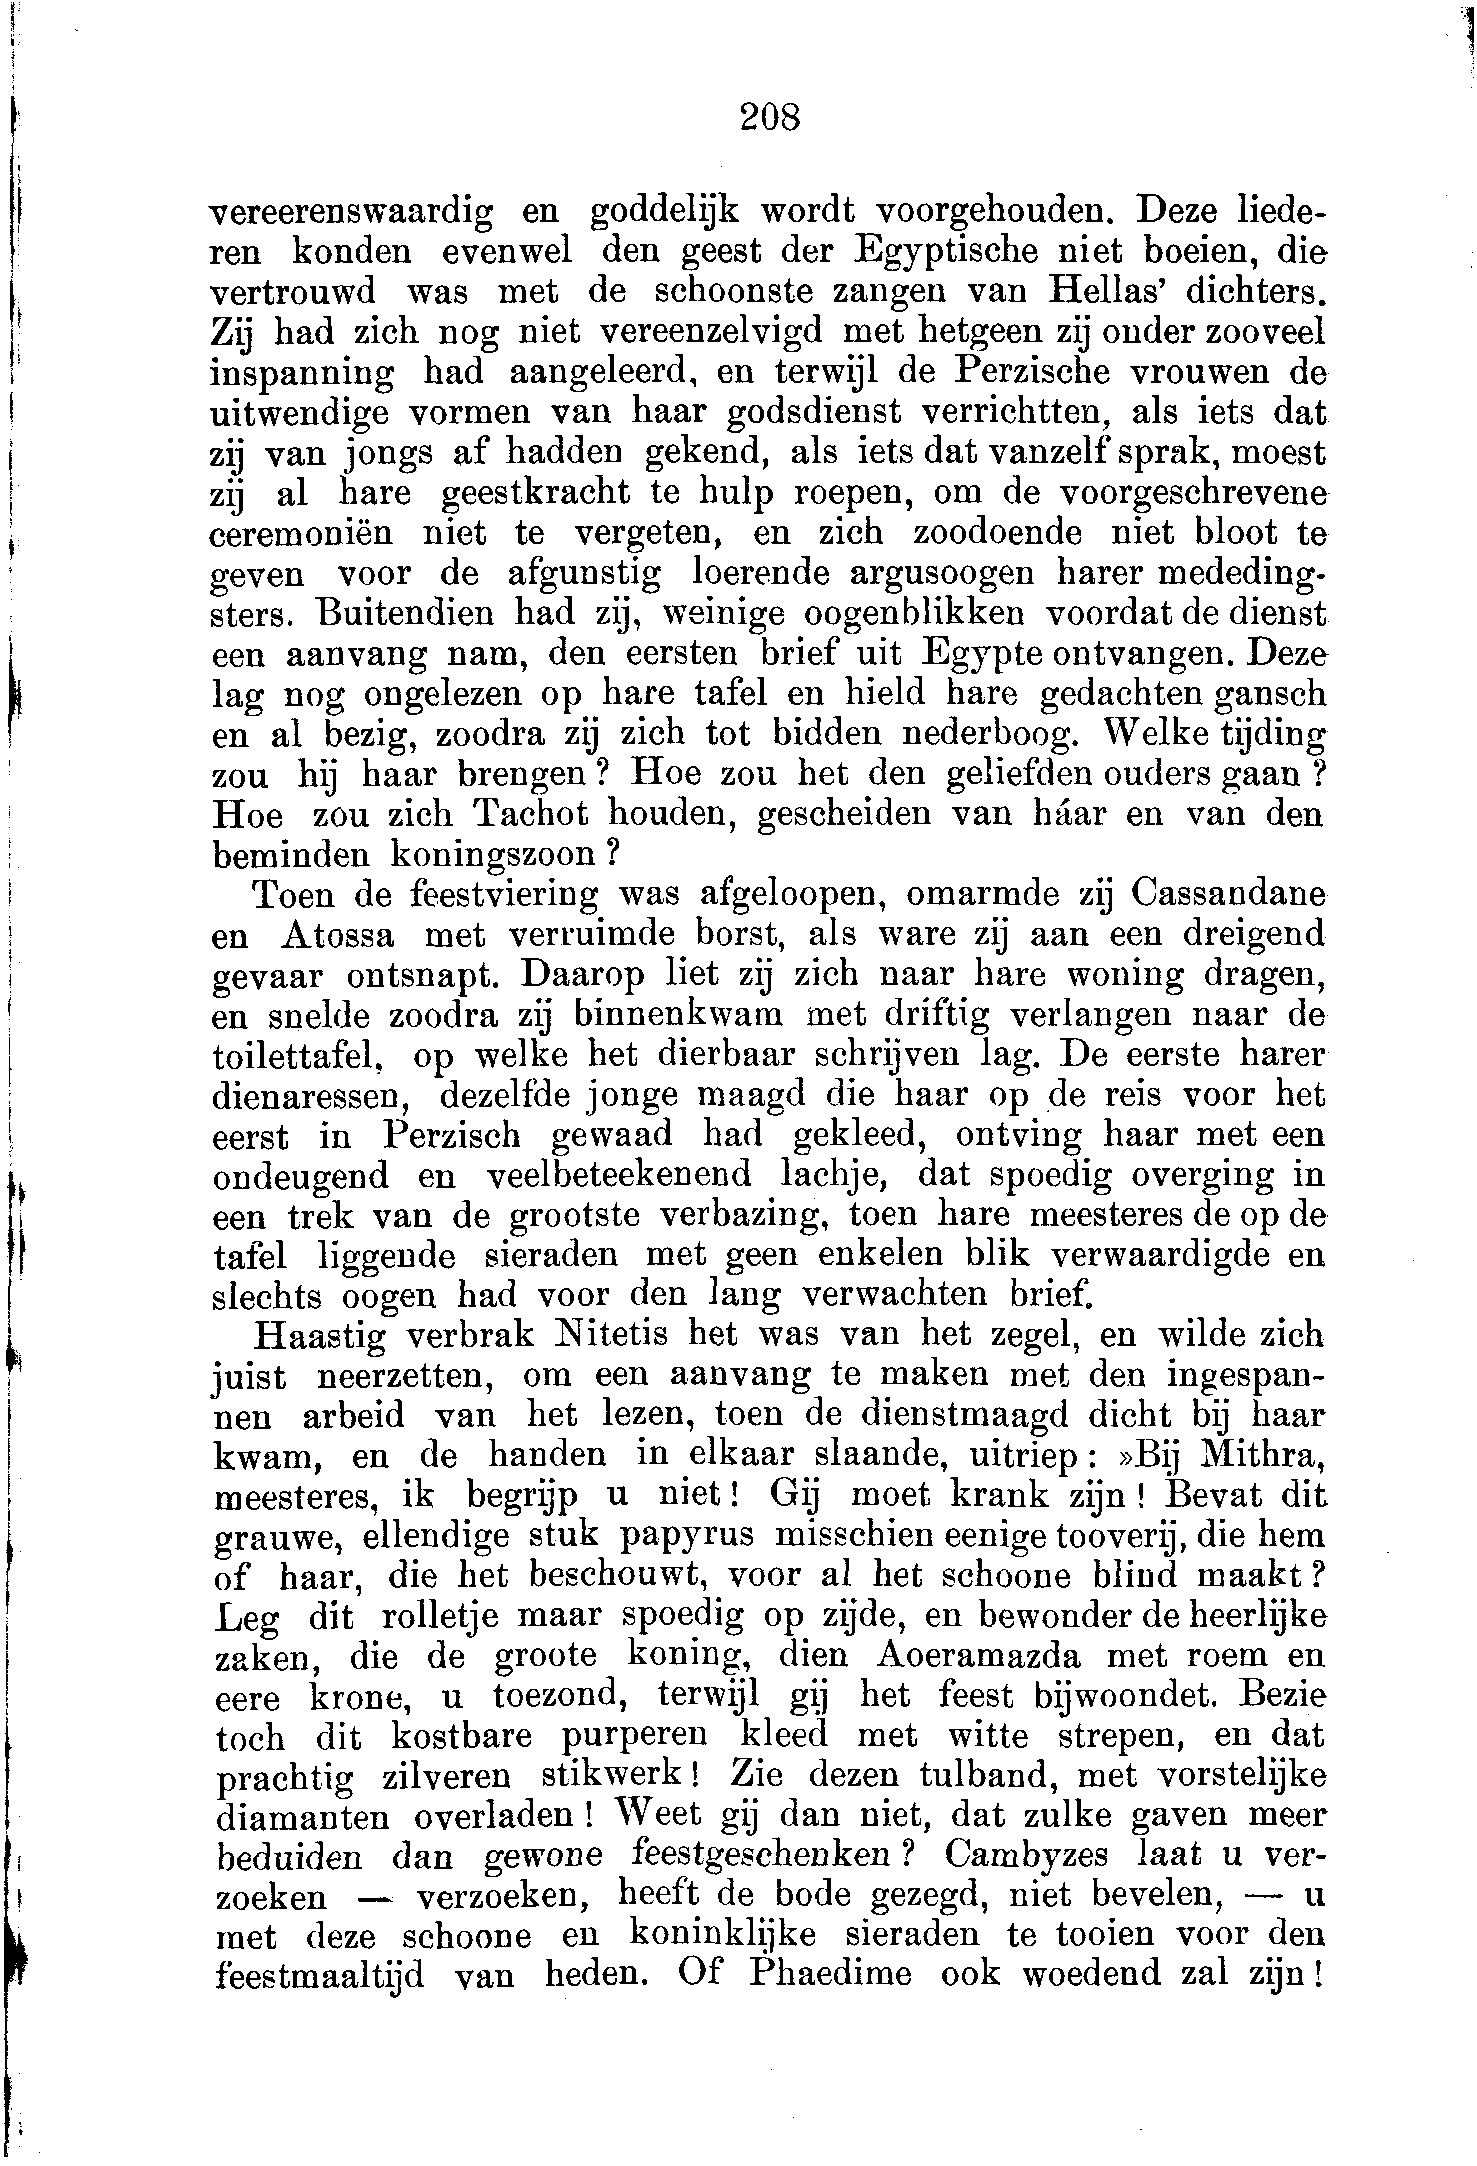 208
vereerenswaardig en goddelijk wordt voorgehouden. Deze liede-
ren konden evenwel den geest der Egyptische niet boeien, die
vertrouwd was met de schoonste zangen van Hellas' dichters.
Zij had zich nog niet vereenzelvigd met hetgeen zij onder zooveel
inspanning had aangeleerd, en terwijl de Perzische vrouwen de
uitwendige vormen van haar godsdienst verrichtten, als iets dat
zij van jongs af hadden gekend, als iets dat vanzelf sprak, moest
zij al hare geestkracht te hulp roepen, om de voorgeschrevene
ceremoniën niet te vergeten, en zich zoodoende niet bloot te
geven voor de afgunstig loerende argusoogen harer mededing-
sters. Buitendien had zij, weinige oogenblikken voordat de dienst
een aanvang nam, den eersten brief uit Egypte ontvangen. Deze
lag nog ongelezen op hare tafel en hield hare gedachten gansch
en al bezig, zoodra zij zich tot bidden nederboog. Welke tijding
zou hij haar brengen? Hoe zou het den geliefden ouders gaan?
Hoe zou zich Tachot houden, gescheiden van háar en van den
beminden koningszoon?
Toen de feestviering was afgeloopen, omarmde zij Cassandane
en Atossa met verruimde borst, als ware zij aan een dreigend
gevaar ontsnapt. Daarop liet zij zich naar hare woning dragen,
en snelde zoodra zij binnenkwam met driftig verlangen naar de
toilettafel, op welke het dierbaar schrijven lag. De eerste harer
dienaressen, dezelfde jonge maagd die haar op de reis voor het
eerst in Perzisch gewaad had gekleed, ontving haar met een
ondeugend en veelbeteekenend lachje, dat spoedig overging in
een trek van de grootste verbazing, toen hare meesteres de op de
tafel liggende sieraden met geen enkelen blik verwaardigde en
slechts oogen had voor den lang verwachten brief.
Haastig verbrak Nitetis het was van het zegel, en wilde zich
juist neerzetten, om een aanvang te maken met den ingespan-
nen arbeid van het lezen, toen de dienstmaagd dicht bij haar
kwam, en de handen in elkaar slaande, uitriep: »Bij Mithra,
meesteres, ik begrijp u niet! Gij moet krank zijn! Bevat dit
grauwe, ellendige stuk papyrus misschien eenige tooverij, die hem
of haar, die het beschouwt, voor al het schoone blind maakt?
Leg dit rolletje maar spoedig op zijde, en bewonder de heerlijke
zaken, die de groote koning, dien Aoeramazda met roem en
eere krone, u toezond, terwijl gij het feest bijwoondet. Bezie
toch dit kostbare purperen kleed met witte strepen, en dat
prachtig zilveren stikwerk! Zie dezen tulband, met vorstelijke
diamanten overladen! Weet gij dan niet, dat zulke gaven meer
beduiden dan gewone feestgeschenken? Cambyzes laat u ver-
zoeken — verzoeken, heeft de bode gezegd, niet bevelen, — u
met deze schoone en koninklijke sieraden te tooien voor den
feestmaaltijd van heden. Of Phaedime ook woedend zal zijn!